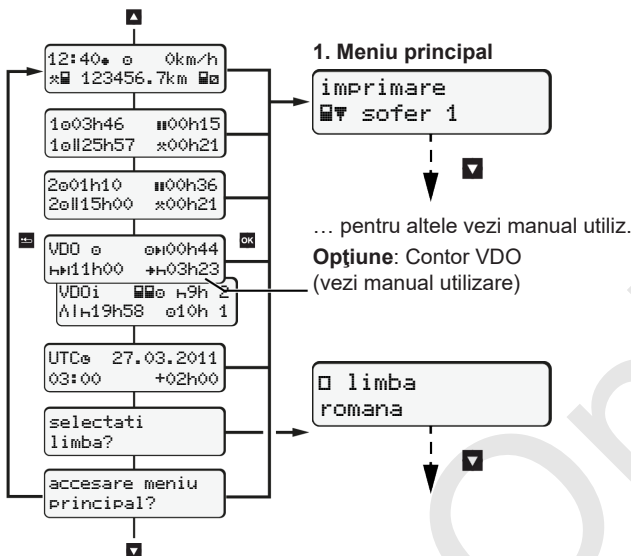 12:40 0km/h
123456.7km
1 03h46 00h15
1 25h57 00h21
2 01h10 00h36
2 15h00 00h21
VDO 00h44
11h00 03h23
VDOi 9h 2
19h58 10h 1
UTC 27.03.2011
03:00 +02h00
selectati
limba?
accesare meniu
principal?
OK
1. Meniu principal
imprimare
sofer 1
… pentru altele vezi manual utiliz.
Opţiune: Contor VDO
(vezi manual utilizare)
limba
romana